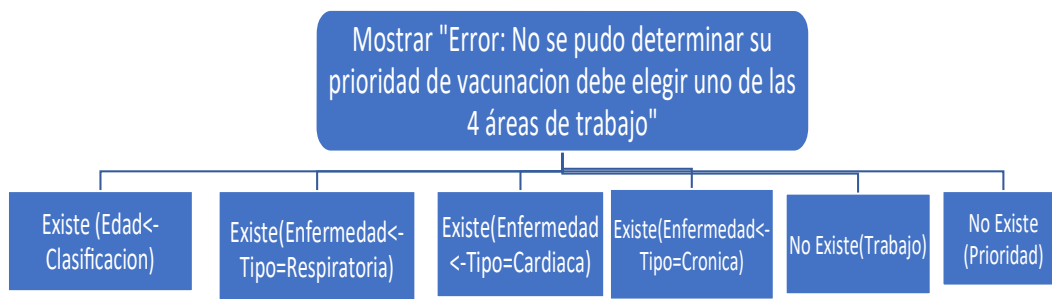 Mostrar "Error: No se pudo determinar su
prioridad de vacunacion debe elegir uno de las
4 áreas de trabajo"
Existe (Edad<-
Clasificacion)
Existe(Enfermedad<-
Tipo=Respiratoria)
Existe(Enfermedad
<-Tipo=Cardiaca)
Existe(Enfermedad<-
Tipo=Cronica)
No Existe(Trabajo)
No Existe
(Prioridad)